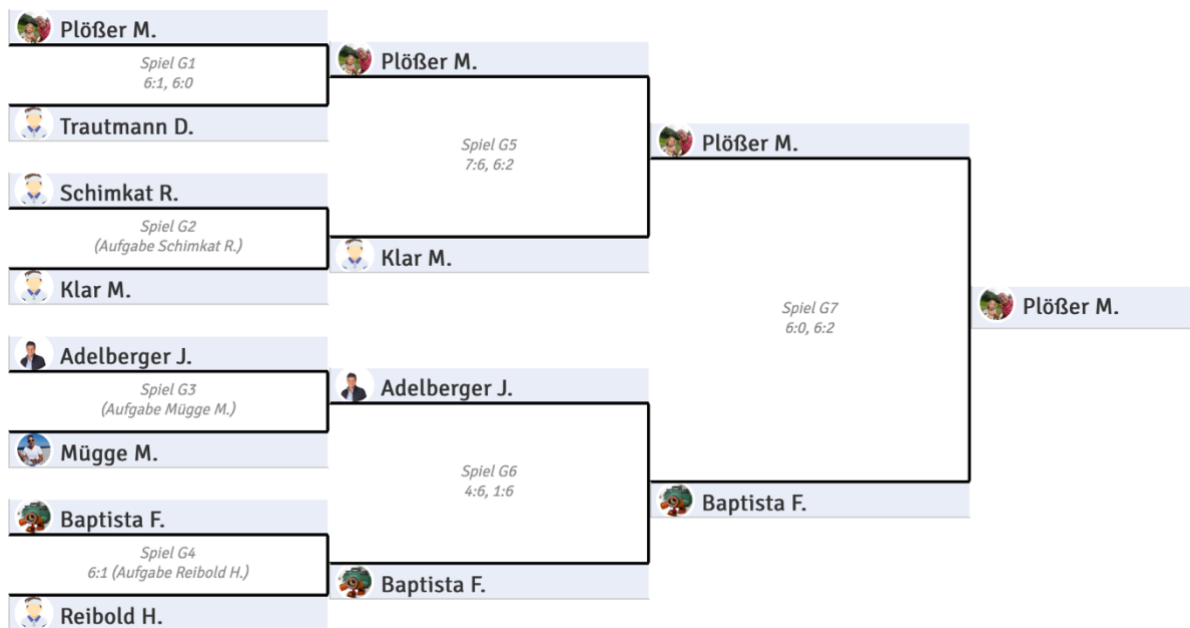 Plößer M.
Spiel G1
6:1, 6:0
Trautmann D.
Schimkat R.
Spiel G2
(Aufgabe Schimkat R.)
Klar M.
Adelberger J.
Spiel G3
(Aufgabe Mügge M.)
Mügge M.
Baptista F.
Spiel G4
6:1 (Aufgabe Reibold H.)
Reibold H.
Plößer M.
Spiel G5
7:6, 6:2
Klar M.
Adelberger J.
Spiel G6
4:6, 1:6
Baptista F.
Plößer M.
Spiel G7
6:0, 6:2
Baptista F.
Plößer M.